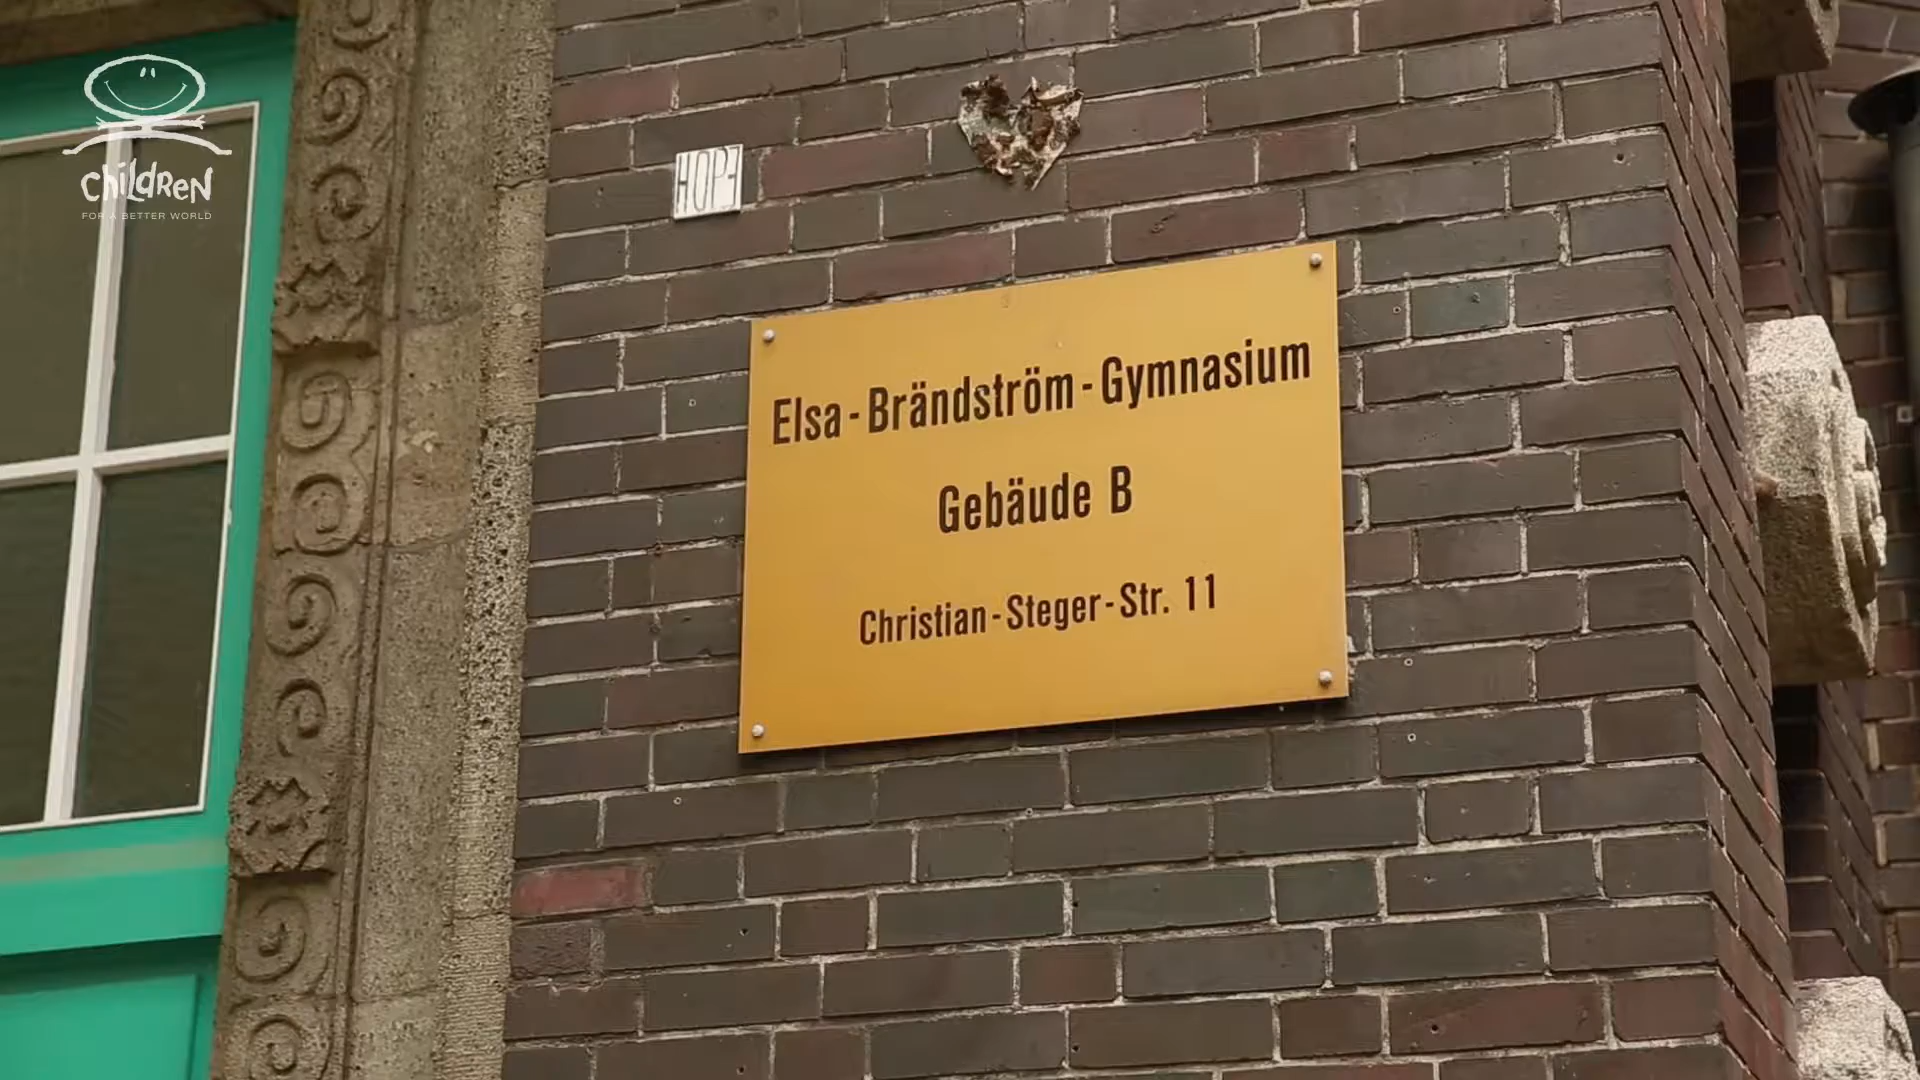 ChildReN
FOR A BETTER WORLD
HOPE
Elsa-Brändström-Gymnasium
Gebäude B
Christian-Steger-Str. 11